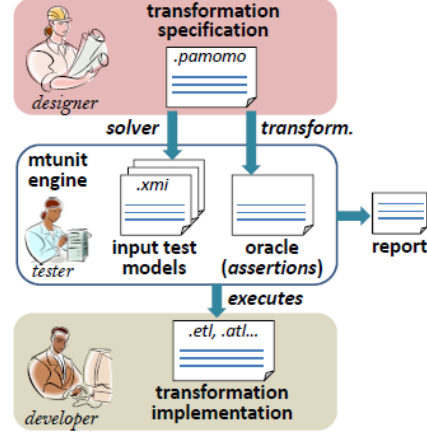 transformation
specification
.pamomo
designer
solver
transform.
mtunit
engine
.xmi
tester
input test
models
oracle
(assertions)
report
executes
.etl, .atl...
transformation
implementation
developer